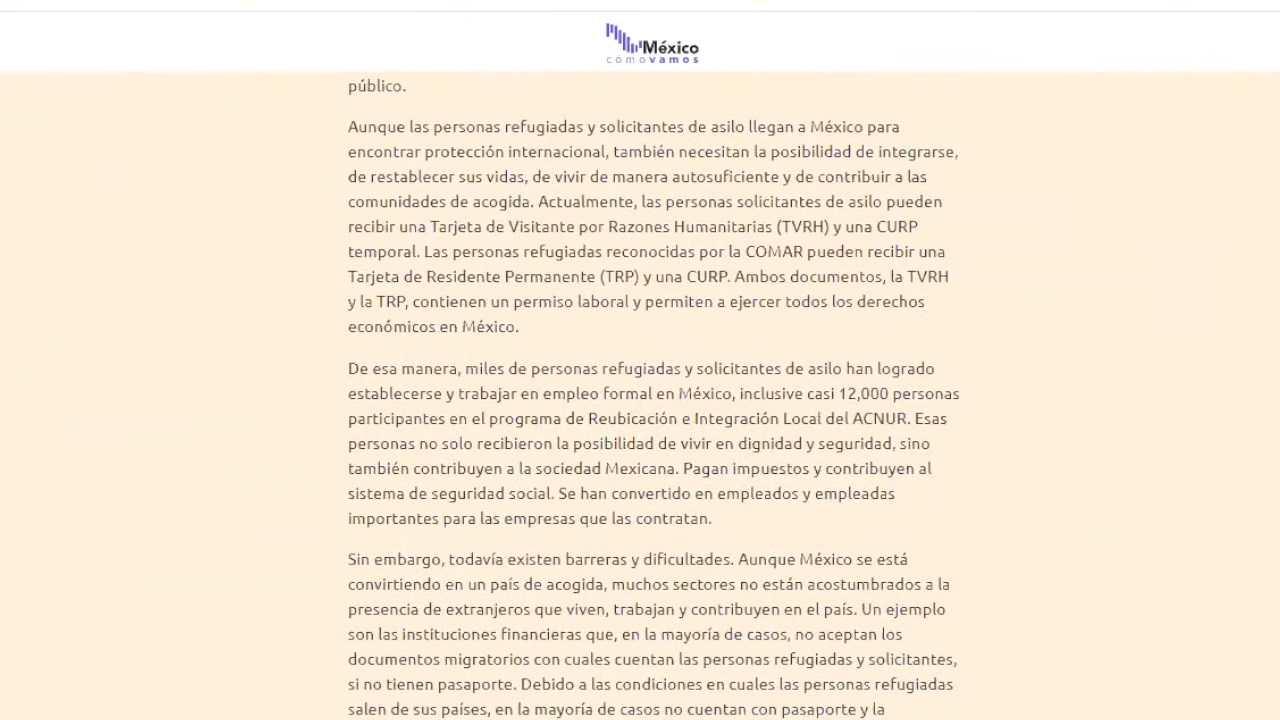 México
cómovamos
público.
Aunque las personas refugiadas y solicitantes de asilo llegan a México para
encontrar protección internacional, también necesitan la posibilidad de integrarse,
de restablecer sus vidas, de vivir de manera autosuficiente y de contribuir a las
comunidades de acogida. Actualmente, las personas solicitantes de asilo pueden
recibir una Tarjeta de Visitante por Razones Humanitarias (TVRH) y una CURP
temporal. Las personas refugiadas reconocidas por la COMAR pueden recibir una
Tarjeta de Residente Permanente (TRP) y una CURP. Ambos documentos, la TVRH
y la TRP, contienen un permiso laboral y permiten a ejercer todos los derechos
económicos en México.
De esa manera, miles de personas refugiadas y solicitantes de asilo han logrado
establecerse y trabajar en empleo formal en México, inclusive casi 12,000 personas
participantes en el programa de Reubicación e Integración Local del ACNUR. Esas
personas no solo recibieron la posibilidad de vivir en dignidad y seguridad, sino
también contribuyen a la sociedad Mexicana. Pagan impuestos y contribuyen al
sistema de seguridad social. Se han convertido en empleados y empleadas
importantes para las empresas que las contratan.
Sin embargo, todavía existen barreras y dificultades. Aunque México se está
convirtiendo en un país de acogida, muchos sectores no están acostumbrados a la
presencia de extranjeros que viven, trabajan y contribuyen en el país. Un ejemplo
son las instituciones financieras que, en la mayoría de casos, no aceptan los
documentos migratorios con cuales cuentan las personas refugiadas y solicitantes,
si no tienen pasaporte. Debido a las condiciones en cuales las personas refugiadas
salen de sus países, en la mayoría de casos no cuentan con pasaporte y la